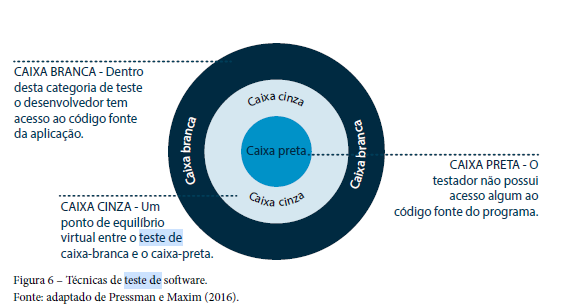 CAIXA BRANCA - Dentro
desta categoria de teste
o desenvolvedor tem
acesso ao código fonte
da aplicação.
Caixa cinza
Caixa branca
Caixa preta
Caixa branca
Caixa cinza
CAIXA PRETA - O
testador não possui
acesso algum ao
código fonte do programa.
CAIXA CINZA - Um
ponto de equilíbrio
virtual entre o teste de
caixa-branca e o caixa-preta.
Figura 6 – Técnicas de teste de software.
Fonte: adaptado de Pressman e Maxim (2016).